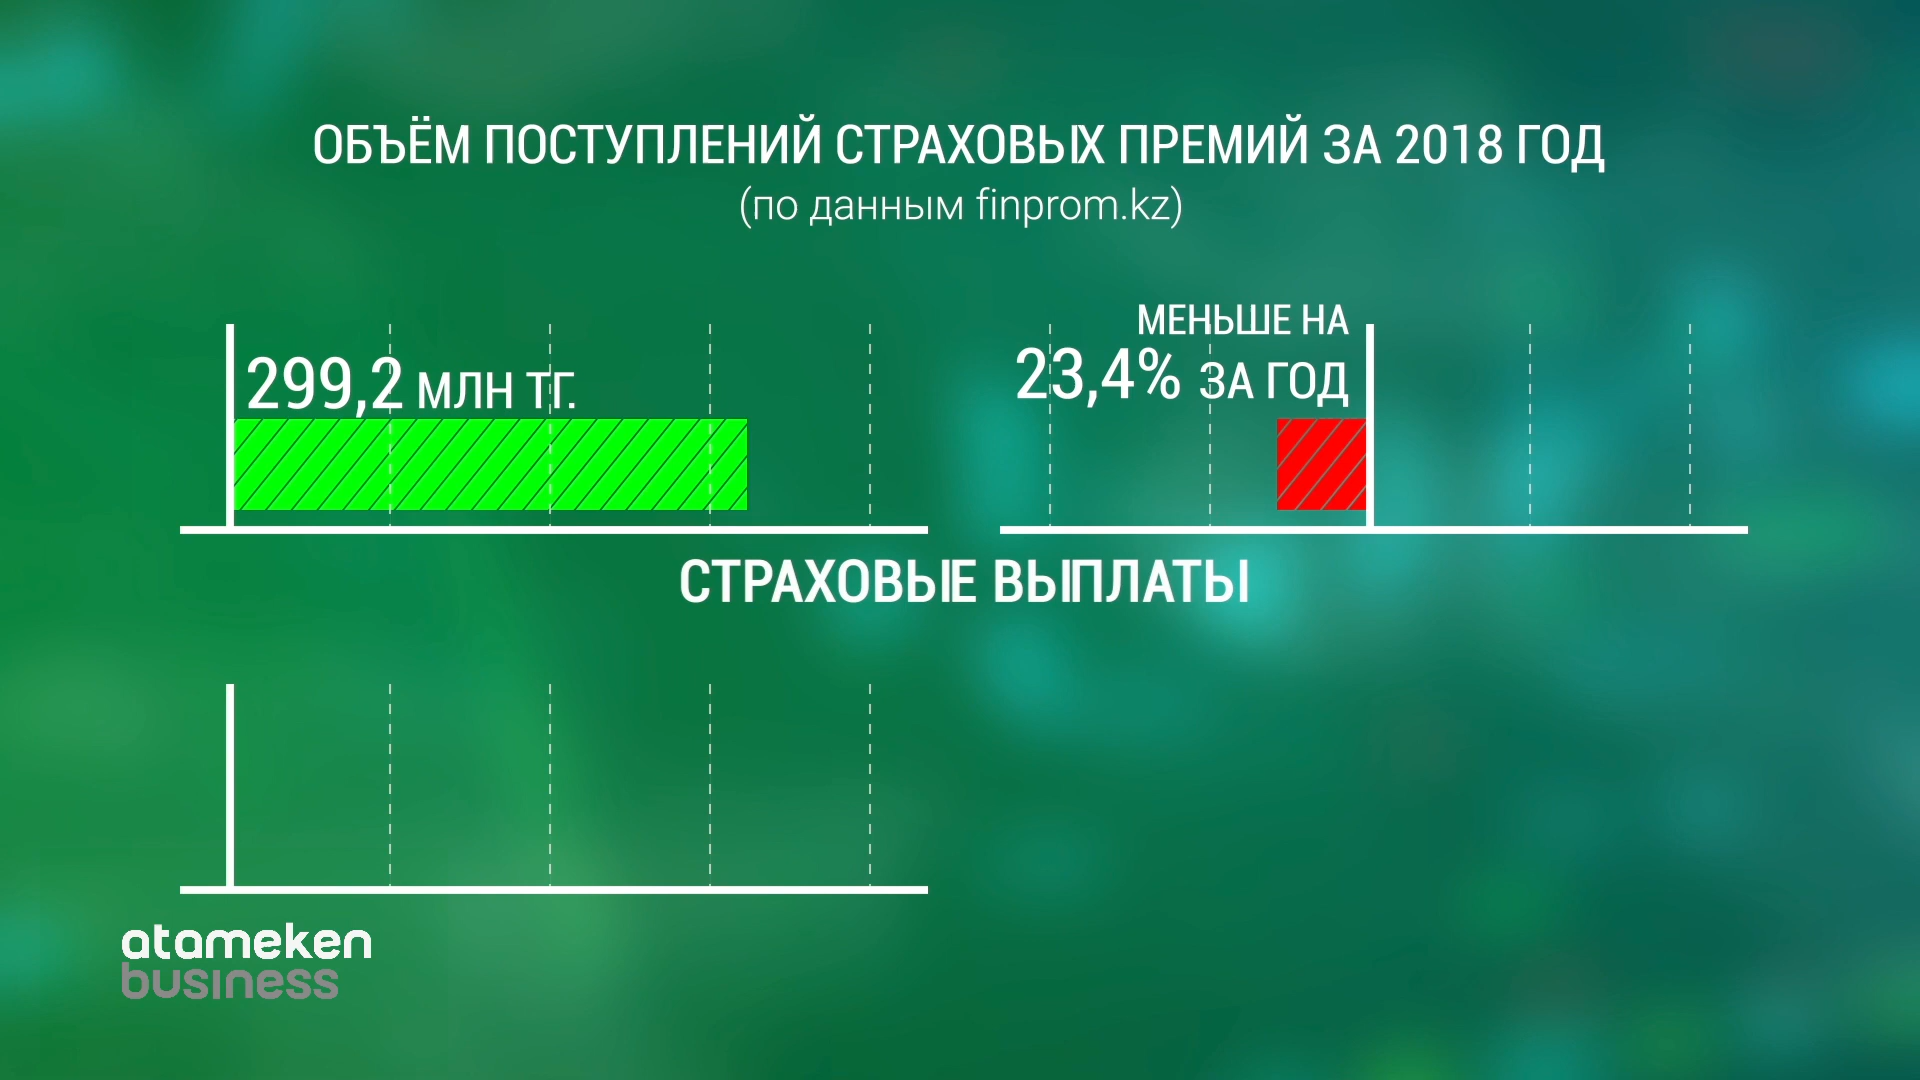 ОБЪЁМ ПОСТУПЛЕНИЙ СТРАХОВЫХ ПРЕМИЙ ЗА 2018 ГОД
(по данным finprom.kz)
299,2 МЛН ТГ.
МЕНЬШЕ НА
23,4% ЗА ГОД
СТРАХОВЫЕ ВЫПЛАТЫ
atameken
business